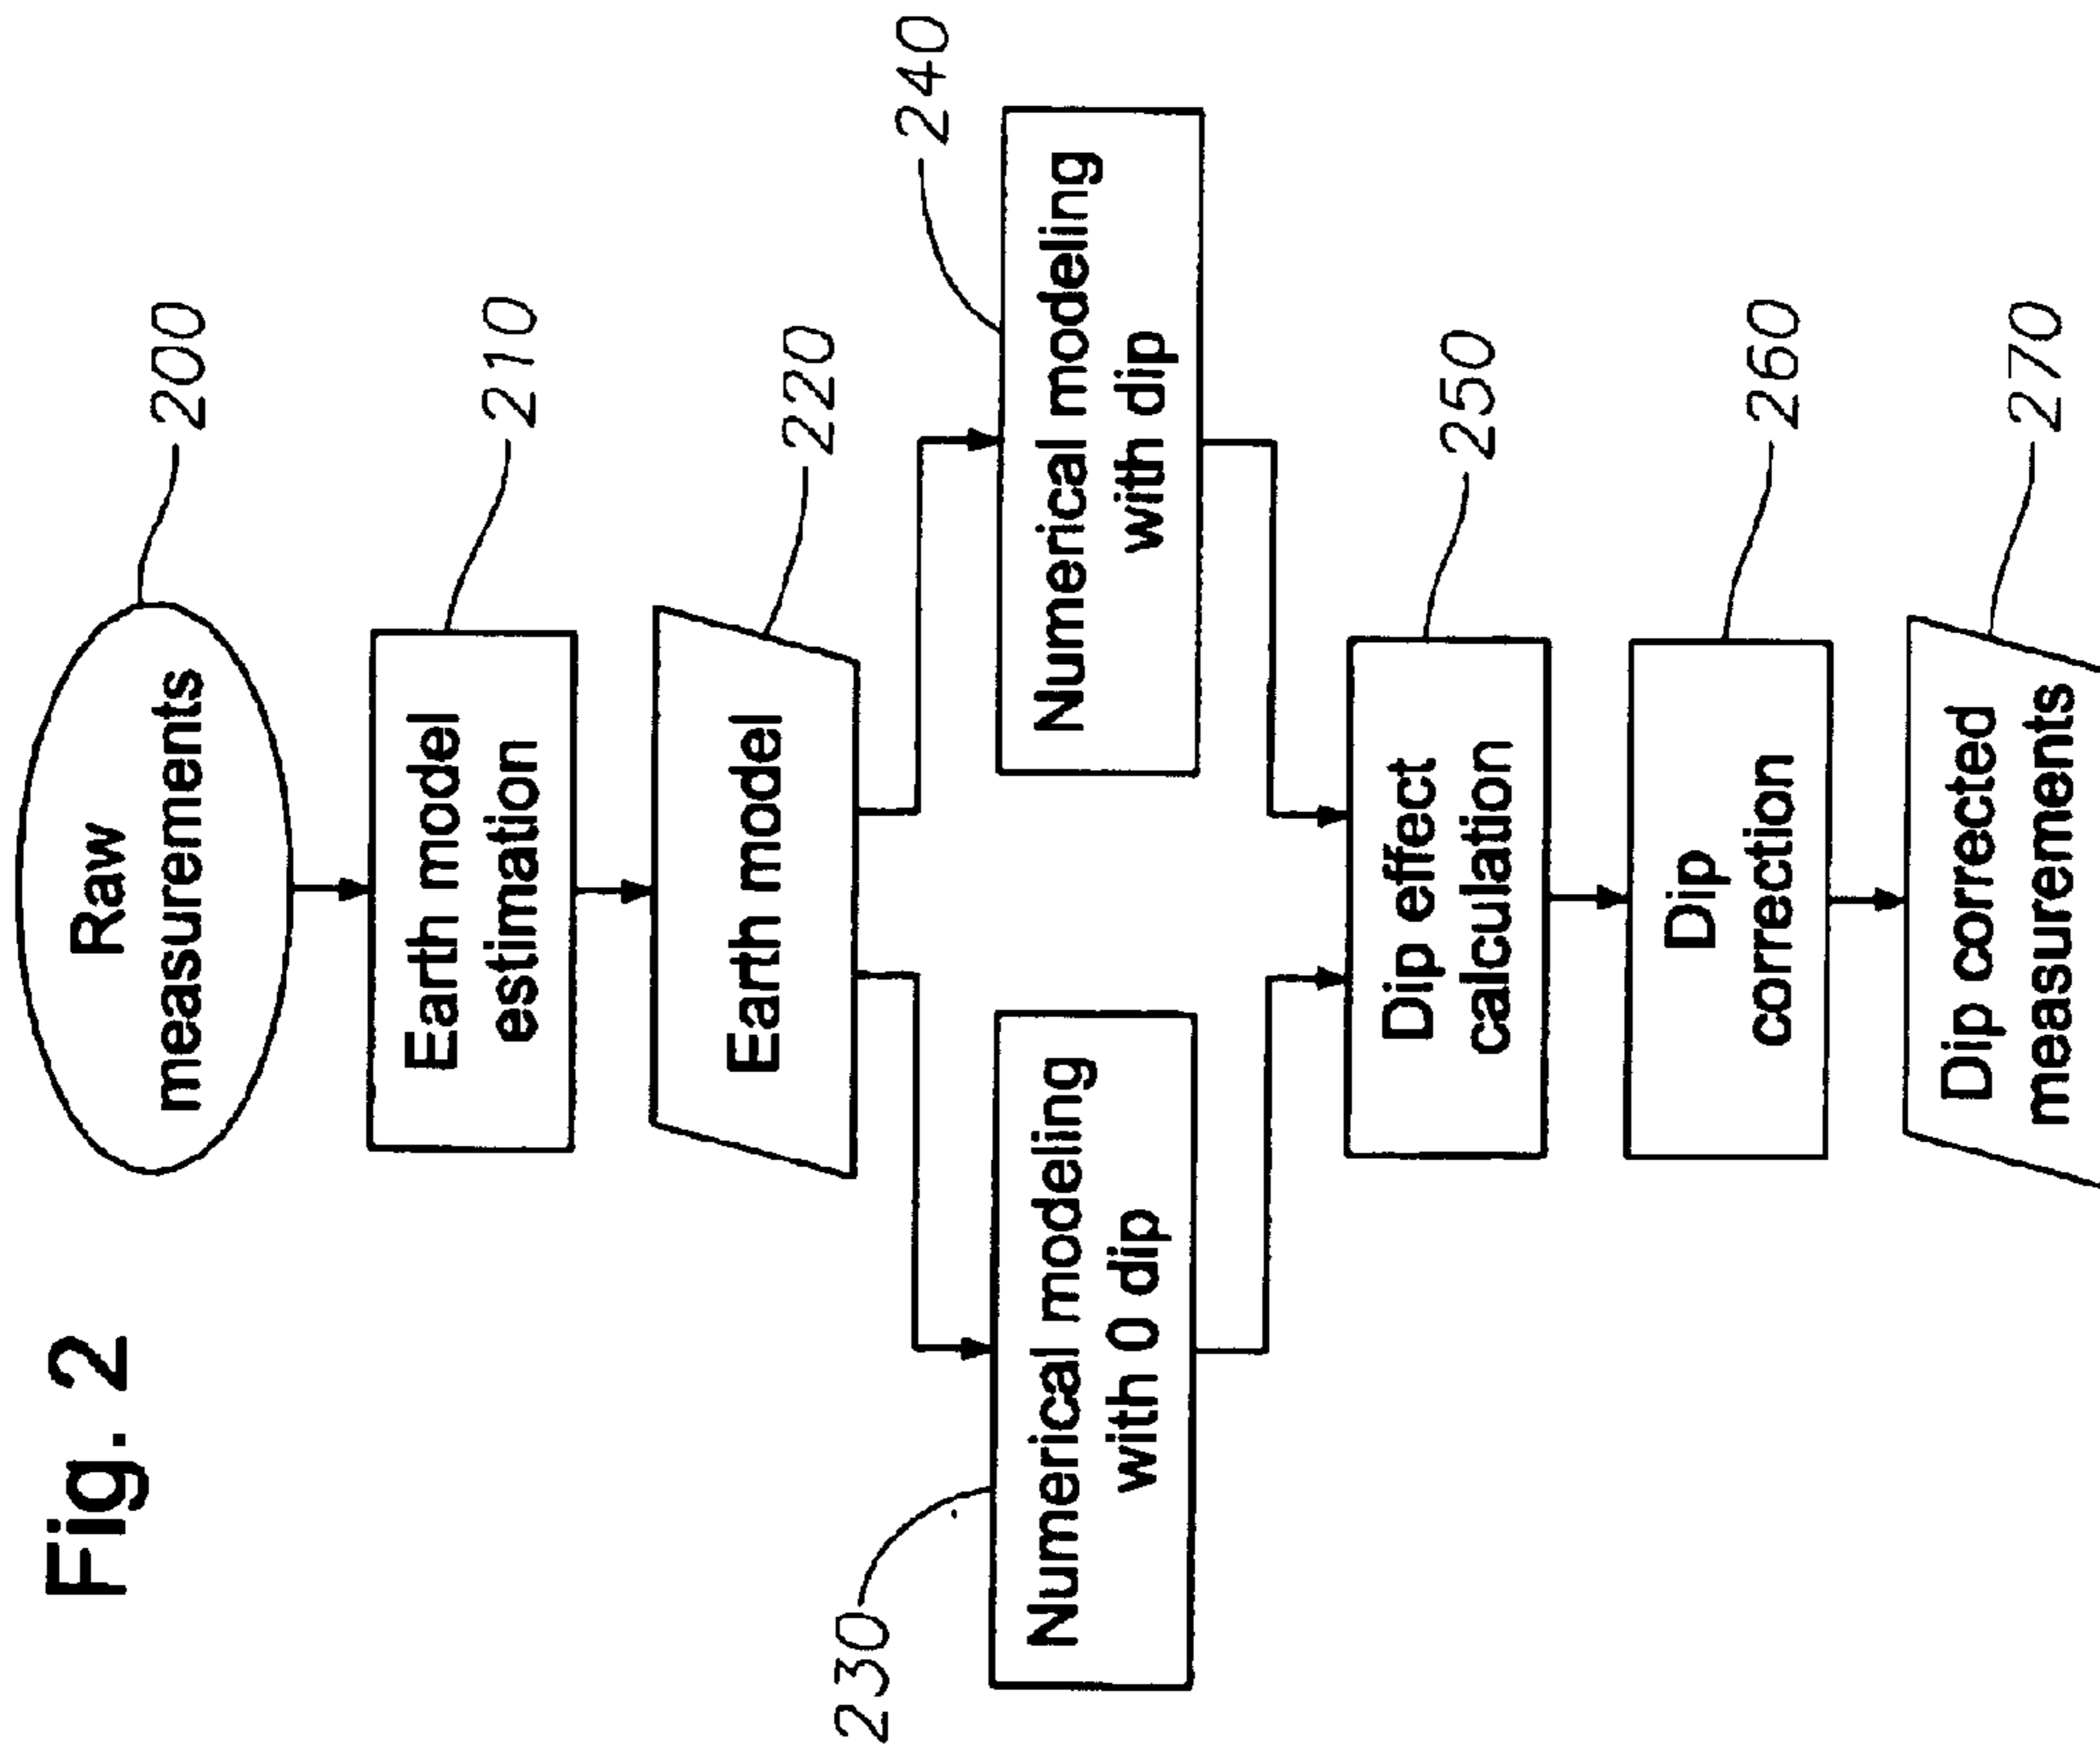 Fig. 2
Raw
measurements
200
Earth model
estimation
210
Earth model
220
Numerical modeling
with 0 dip
230
Numerical modeling
with dip
240
Dip effect
calculation
250
Dip
correction
260
Dip corrected
measurements
270